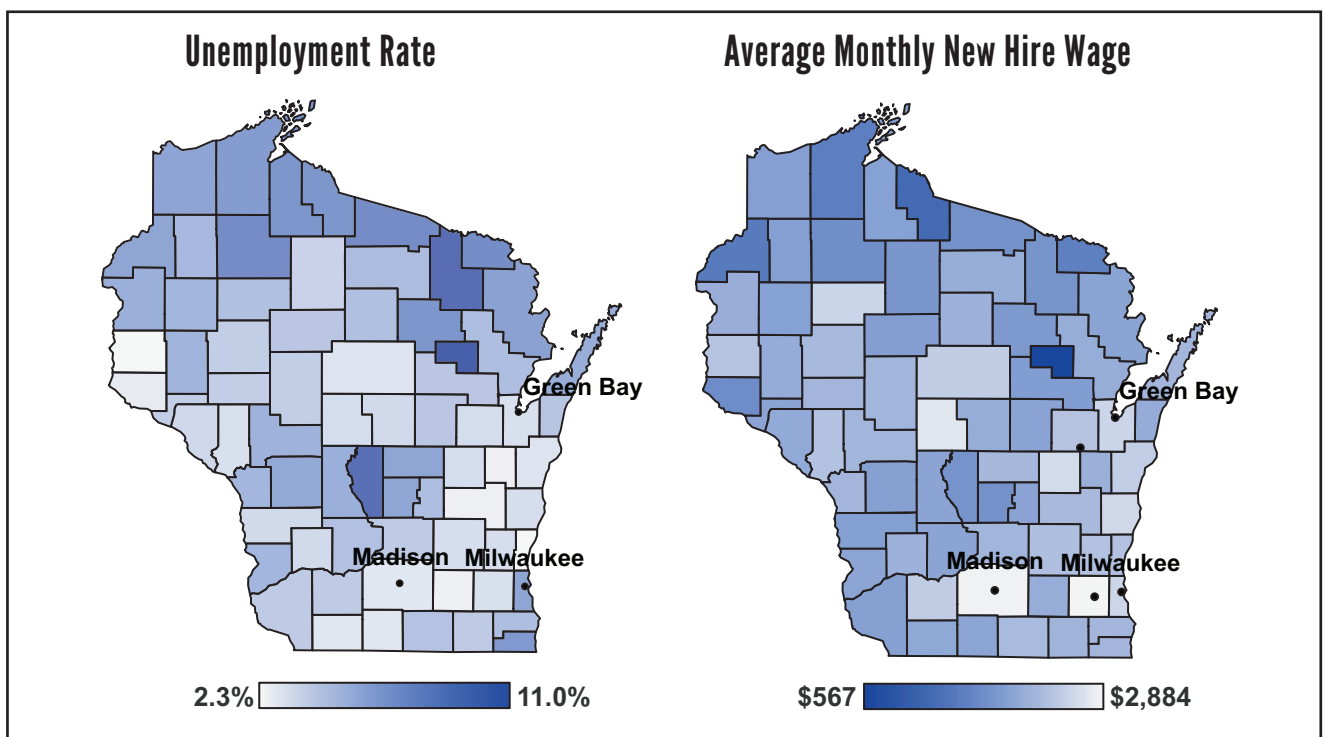 Unemployment Rate
Average Monthly New Hire Wage
Green Bay
Green Bay
Madison Milwaukee
Madison Milwaukee
2.3% 11.0%
$567 $2,884